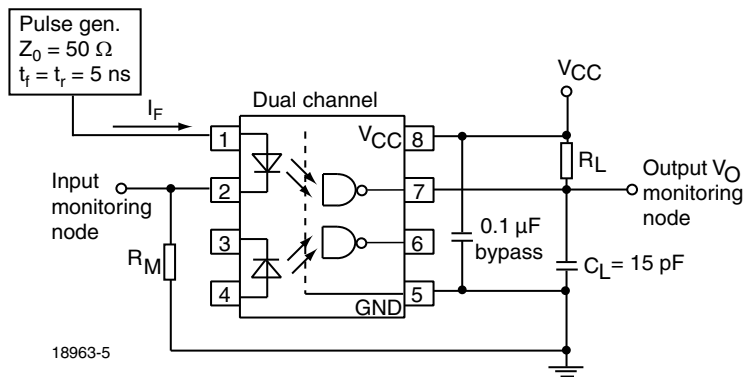 Pulse gen.
Z0 = 50 Ω
tf = tr = 5 ns
VCC
IF
Dual channel
1
VCC
8
RL
Input
monitoring
node
2
7
Output VO
monitoring
node
0.1 µF
bypass
3
6
RM
CL = 15 pF
4
GND
5
18963-5